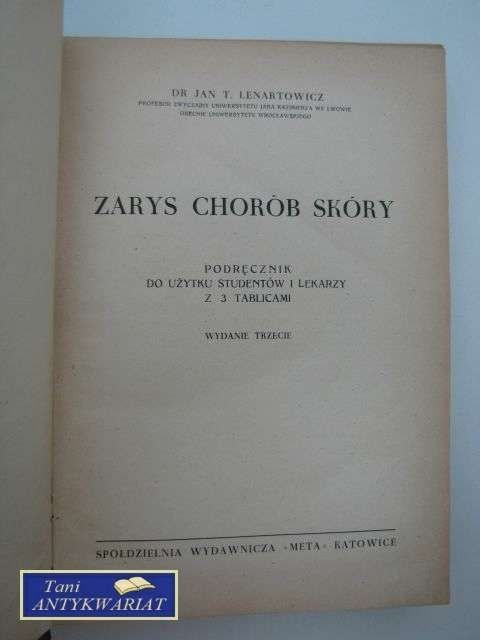 DR JAN T. LENARTOWICZ
PROFESOR ZWYCZAJNY UNIWERSYTETU JANA KAZIMIERZA WE LWOWIE
OBECNIE UNIWERSYTETU WROCŁAWSKIEGO
ZARYS CHORÓB SKÓRY
PODRĘCZNIK
DO UŻYTKU STUDENTÓW I LEKARZY
Z 3 TABLICAMI
WYDANIE TRZECIE
SPÓŁDZIELNIA WYDAWNICZA »META« KATOWICE
Tani
ANTYKWARIAT